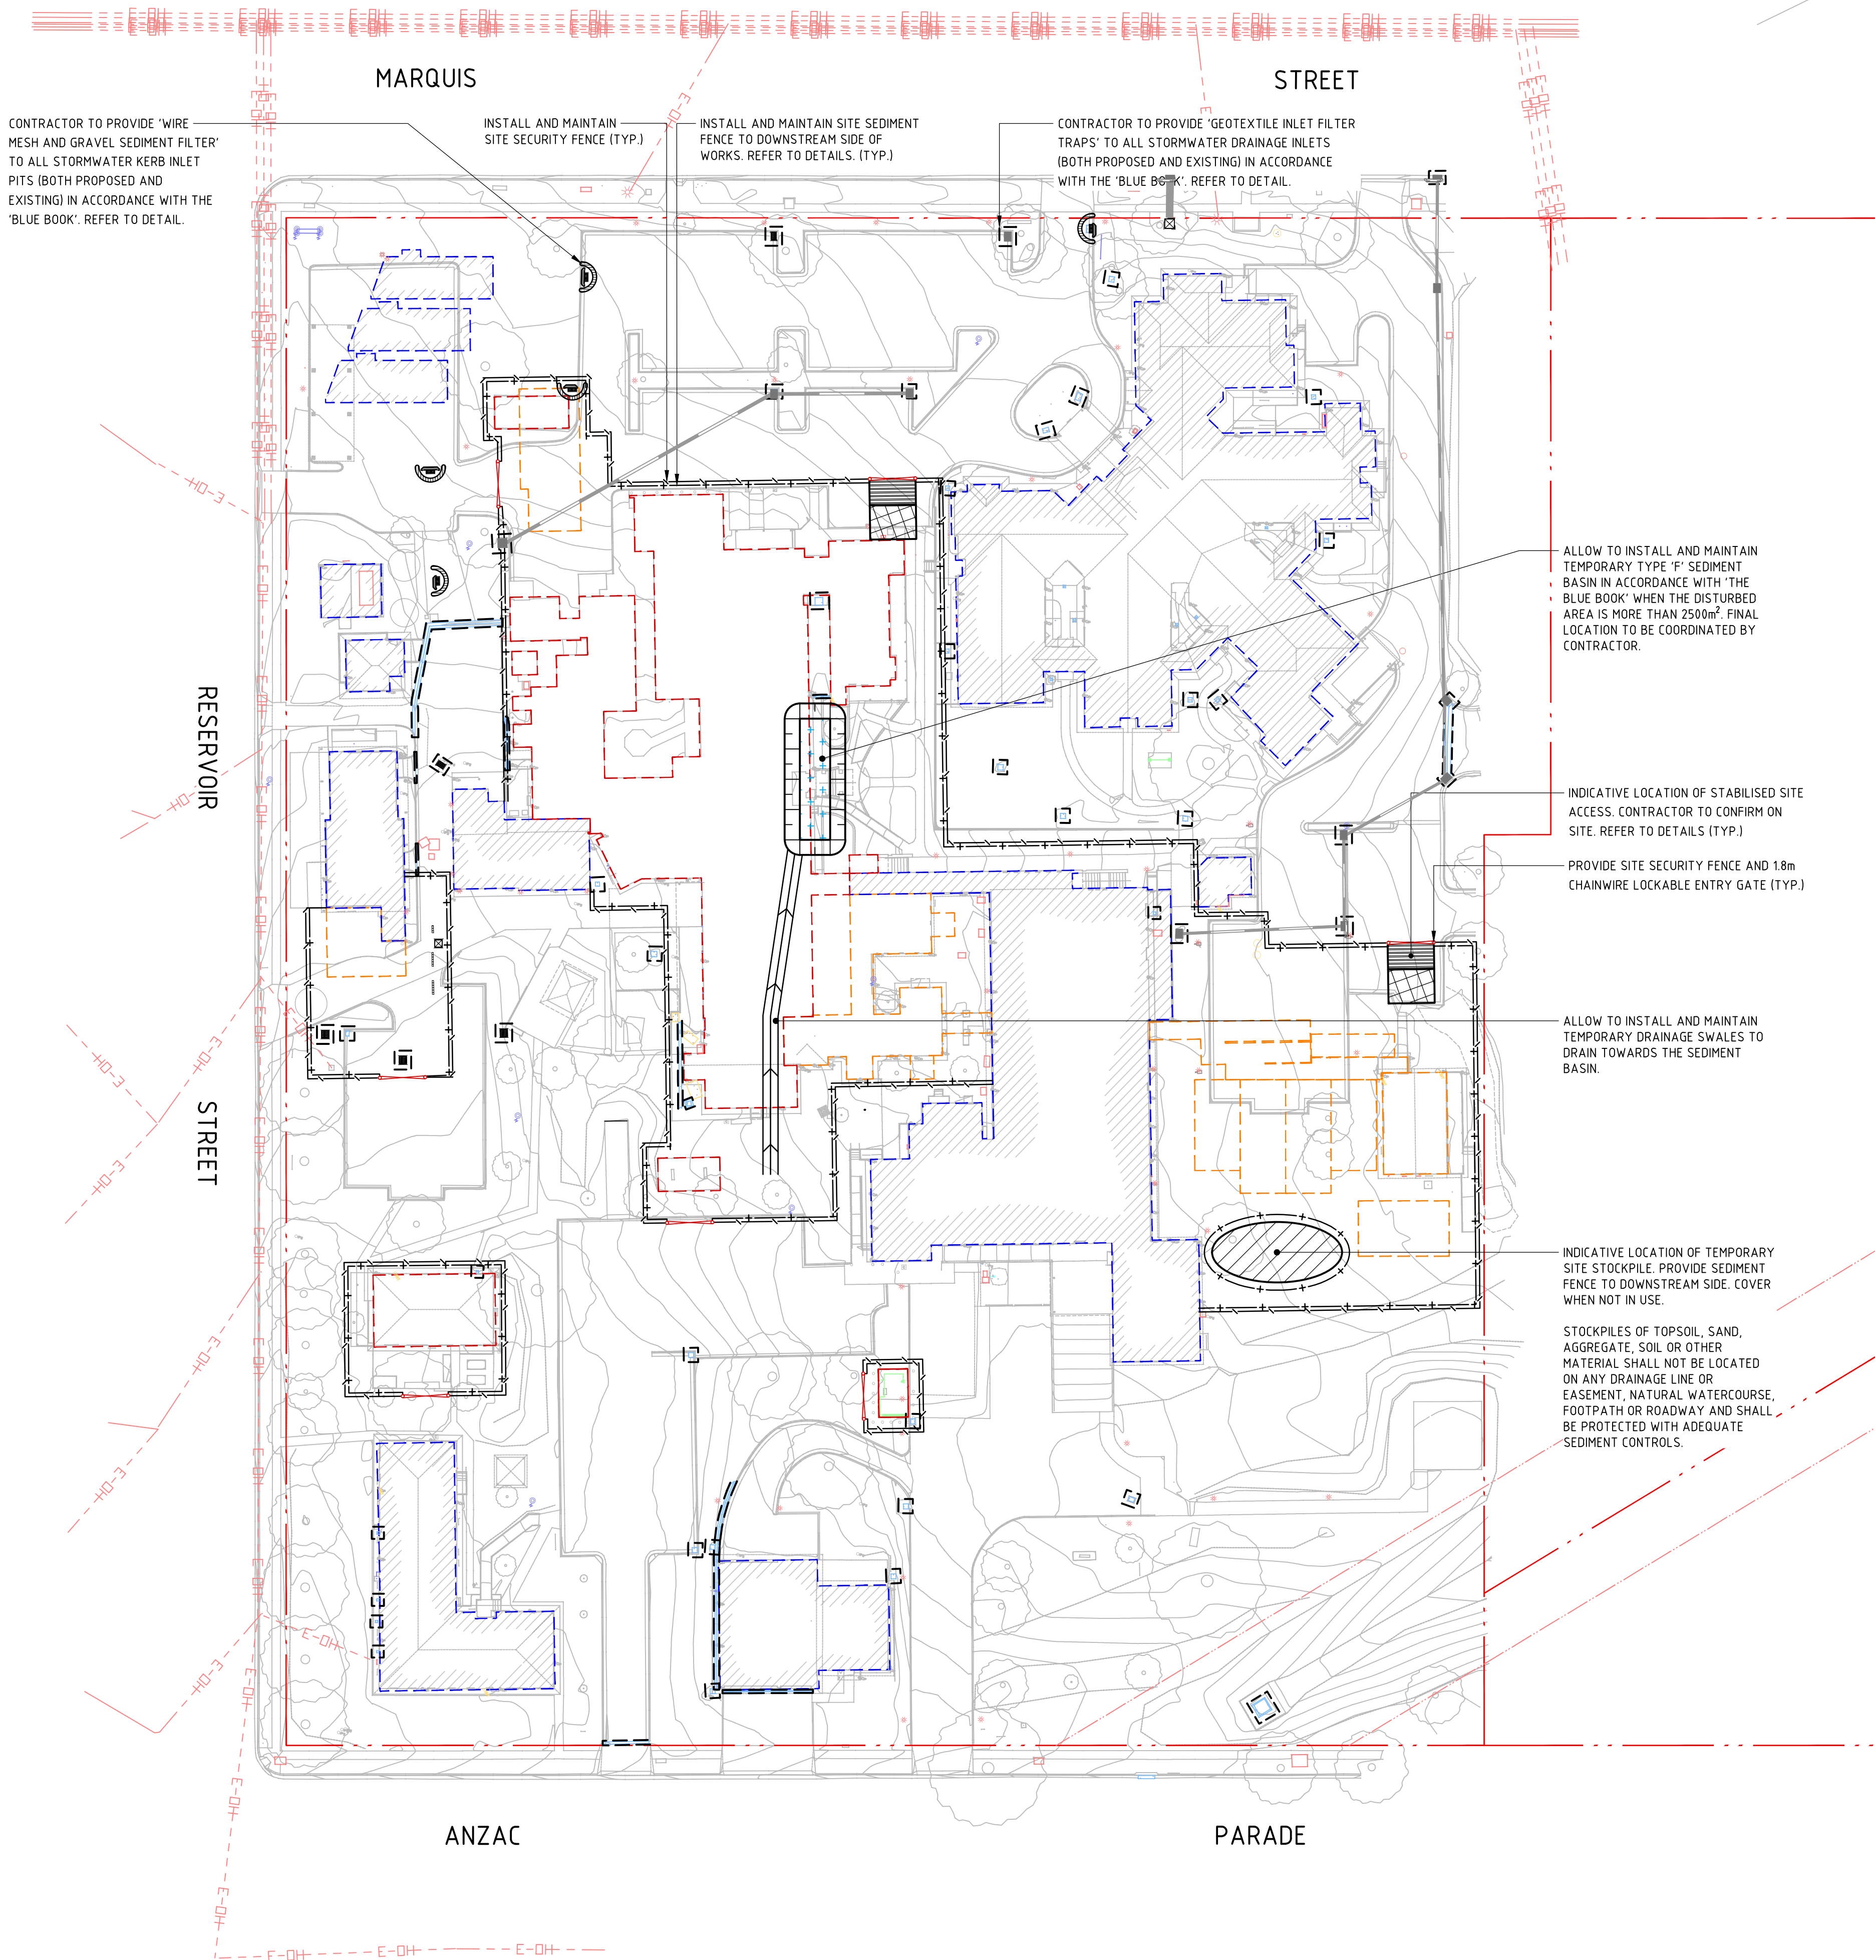 MARQUIS STREET
CONTRACTOR TO PROVIDE 'WIRE
MESH AND GRAVEL SEDIMENT FILTER'
TO ALL STORMWATER KERB INLET
PITS (BOTH PROPOSED AND
EXISTING) IN ACCORDANCE WITH THE
'BLUE BOOK'. REFER TO DETAIL.
INSTALL AND MAINTAIN
SITE SECURITY FENCE (TYP.)
INSTALL AND MAINTAIN SITE SEDIMENT
FENCE TO DOWNSTREAM SIDE OF
WORKS. REFER TO DETAILS. (TYP.)
CONTRACTOR TO PROVIDE 'GEOTEXTILE INLET FILTER
TRAPS' TO ALL STORMWATER DRAINAGE INLETS
(BOTH PROPOSED AND EXISTING) IN ACCORDANCE
WITH THE 'BLUE BOOK'. REFER TO DETAIL.
ALLOW TO INSTALL AND MAINTAIN
TEMPORARY TYPE 'F' SEDIMENT
BASIN IN ACCORDANCE WITH 'THE
BLUE BOOK' WHEN THE DISTURBED
AREA IS MORE THAN 2500m². FINAL
LOCATION TO BE COORDINATED BY
CONTRACTOR.
RESERVOIR STREET
INDICATIVE LOCATION OF STABILISED SITE
ACCESS. CONTRACTOR TO CONFIRM ON
SITE. REFER TO DETAILS (TYP.)
PROVIDE SITE SECURITY FENCE AND 1.8m
CHAINWIRE LOCKABLE ENTRY GATE (TYP.)
ALLOW TO INSTALL AND MAINTAIN
TEMPORARY DRAINAGE SWALES TO
DRAIN TOWARDS THE SEDIMENT
BASIN.
INDICATIVE LOCATION OF TEMPORARY
SITE STOCKPILE. PROVIDE SEDIMENT
FENCE TO DOWNSTREAM SIDE. COVER
WHEN NOT IN USE.
STOCKPILES OF TOPSOIL, SAND,
AGGREGATE, SOIL OR OTHER
MATERIAL SHALL NOT BE LOCATED
ON ANY DRAINAGE LINE OR
EASEMENT, NATURAL WATERCOURSE,
FOOTPATH OR ROADWAY AND SHALL
BE PROTECTED WITH ADEQUATE
SEDIMENT CONTROLS.
ANZAC PARADE
E-OH E-OH E-OH